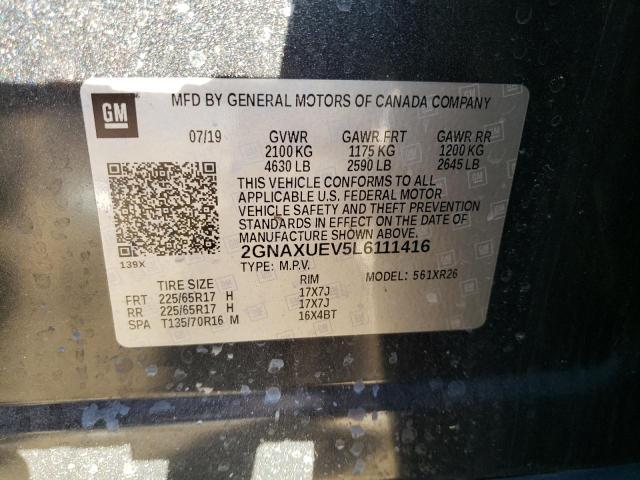 GM
MFD BY GENERAL MOTORS OF CANADA COMPANY
07/19 GVWR GAWR FRT GAWR RR
2100 KG 1175 KG 1200 KG
4630 LB 2590 LB 2645 LB
THIS VEHICLE CONFORMS TO ALL
APPLICABLE U.S. FEDERAL MOTOR
VEHICLE SAFETY AND THEFT PREVENTION
STANDARDS IN EFFECT ON THE DATE OF
MANUFACTURE SHOWN ABOVE.
139X
2GNAXUEV5L6111416
TYPE: M.P.V. MODEL: 561XR26
TIRE SIZE RIM
FRT 225/65R17 H 17X7J
RR 225/65R17 H 17X7J
SPA T135/70R16 M 16X4BT